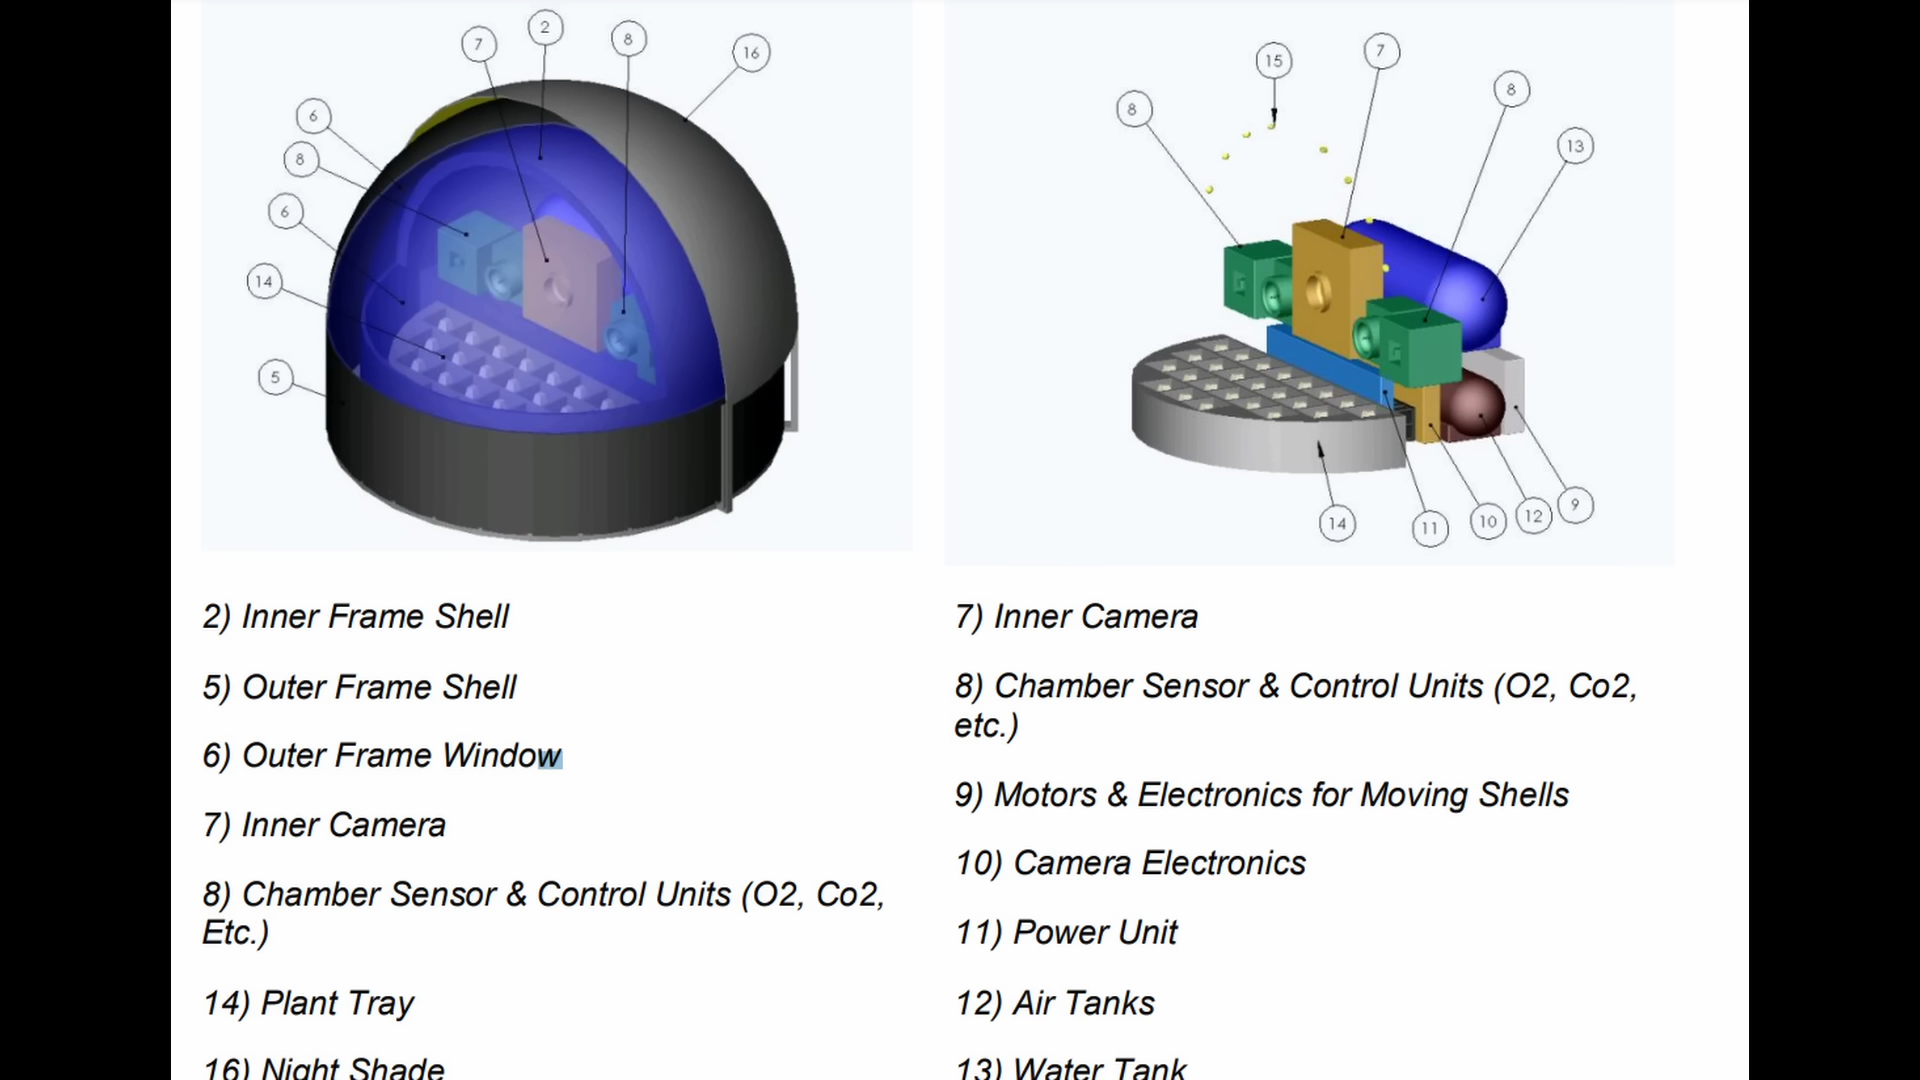 7
2
8
16
6
8
6
14
5
15
7
8
8
13
14
11
10
12
9
2) Inner Frame Shell
5) Outer Frame Shell
6) Outer Frame Window
7) Inner Camera
8) Chamber Sensor & Control Units (O2, Co2,
Etc.)
14) Plant Tray
16) Night Shade
7) Inner Camera
8) Chamber Sensor & Control Units (O2, Co2,
etc.)
9) Motors & Electronics for Moving Shells
10) Camera Electronics
11) Power Unit
12) Air Tanks
13) Water Tank